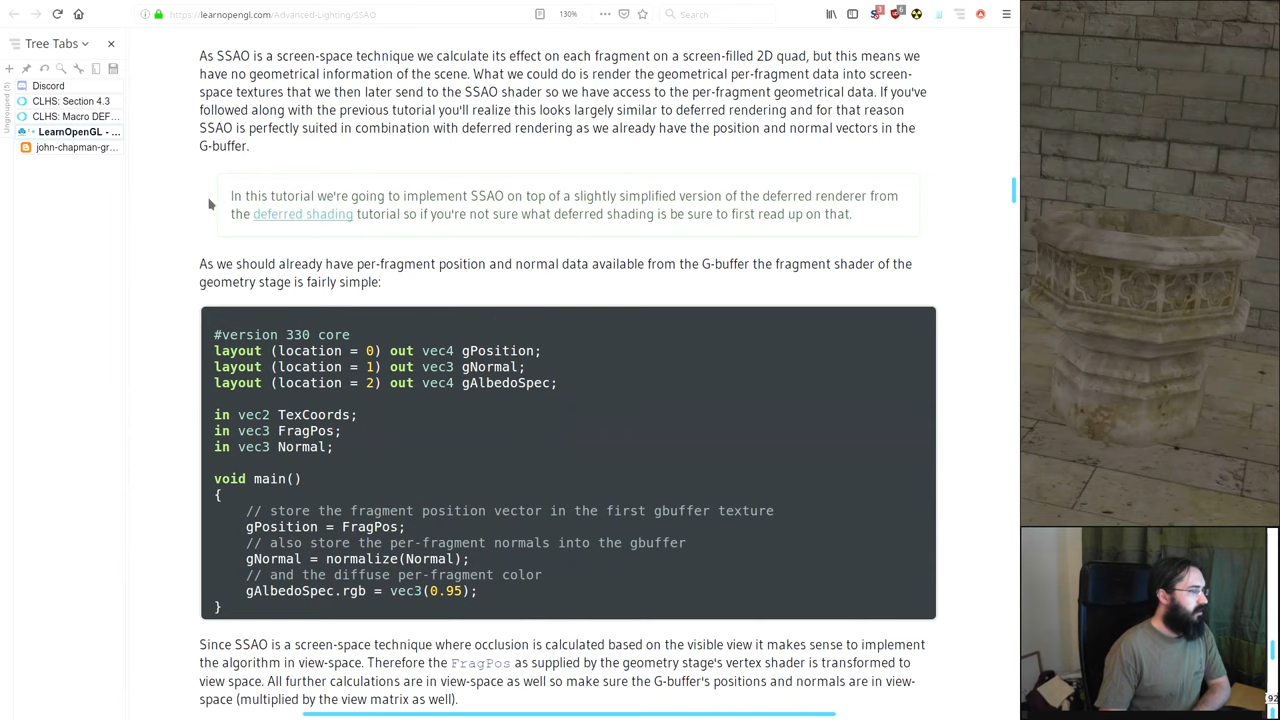 https://learnopengl.com/Advanced-Lighting/SSAO
130%
Search
3
6
Tree Tabs
Ungrouped (5)
Discord
CLHS: Section 4.3
CLHS: Macro DEF...
LearnOpenGL - ...
john-chapman-gr...
As SSAO is a screen-space technique we calculate its effect on each fragment on a screen-filled 2D quad, but this means we
have no geometrical information of the scene. What we could do is render the geometrical per-fragment data into screen-
space textures that we then later send to the SSAO shader so we have access to the per-fragment geometrical data. If you've
followed along with the previous tutorial you'll realize this looks largely similar to deferred rendering and for that reason
SSAO is perfectly suited in combination with deferred rendering as we already have the position and normal vectors in the
G-buffer.
In this tutorial we're going to implement SSAO on top of a slightly simplified version of the deferred renderer from
the deferred shading tutorial so if you're not sure what deferred shading is be sure to first read up on that.
As we should already have per-fragment position and normal data available from the G-buffer the fragment shader of the
geometry stage is fairly simple:
#version 330 core
layout (location = 0) out vec4 gPosition;
layout (location = 1) out vec3 gNormal;
layout (location = 2) out vec4 gAlbedoSpec;
in vec2 TexCoords;
in vec3 FragPos;
in vec3 Normal;
void main()
{
// store the fragment position vector in the first gbuffer texture
gPosition = FragPos;
// also store the per-fragment normals into the gbuffer
gNormal = normalize(Normal);
// and the diffuse per-fragment color
gAlbedoSpec.rgb = vec3(0.95);
}
Since SSAO is a screen-space technique where occlusion is calculated based on the visible view it makes sense to implement
the algorithm in view-space. Therefore the FragPos as supplied by the geometry stage's vertex shader is transformed to
view space. All further calculations are in view-space as well so make sure the G-buffer's positions and normals are in view-
space (multiplied by the view matrix as well).
92